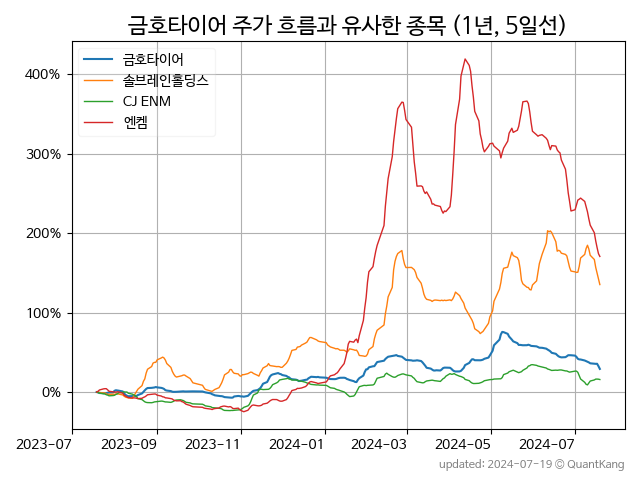 금호타이어 주가 흐름과 유사한 종목 (1년, 5일선)
금호타이어
솔브레인홀딩스
CJ ENM
엔켐
400%
300%
200%
100%
0%
2023-07 2023-09 2023-11 2024-01 2024-03 2024-05 2024-07
updated: 2024-07-19 @ QuantKang